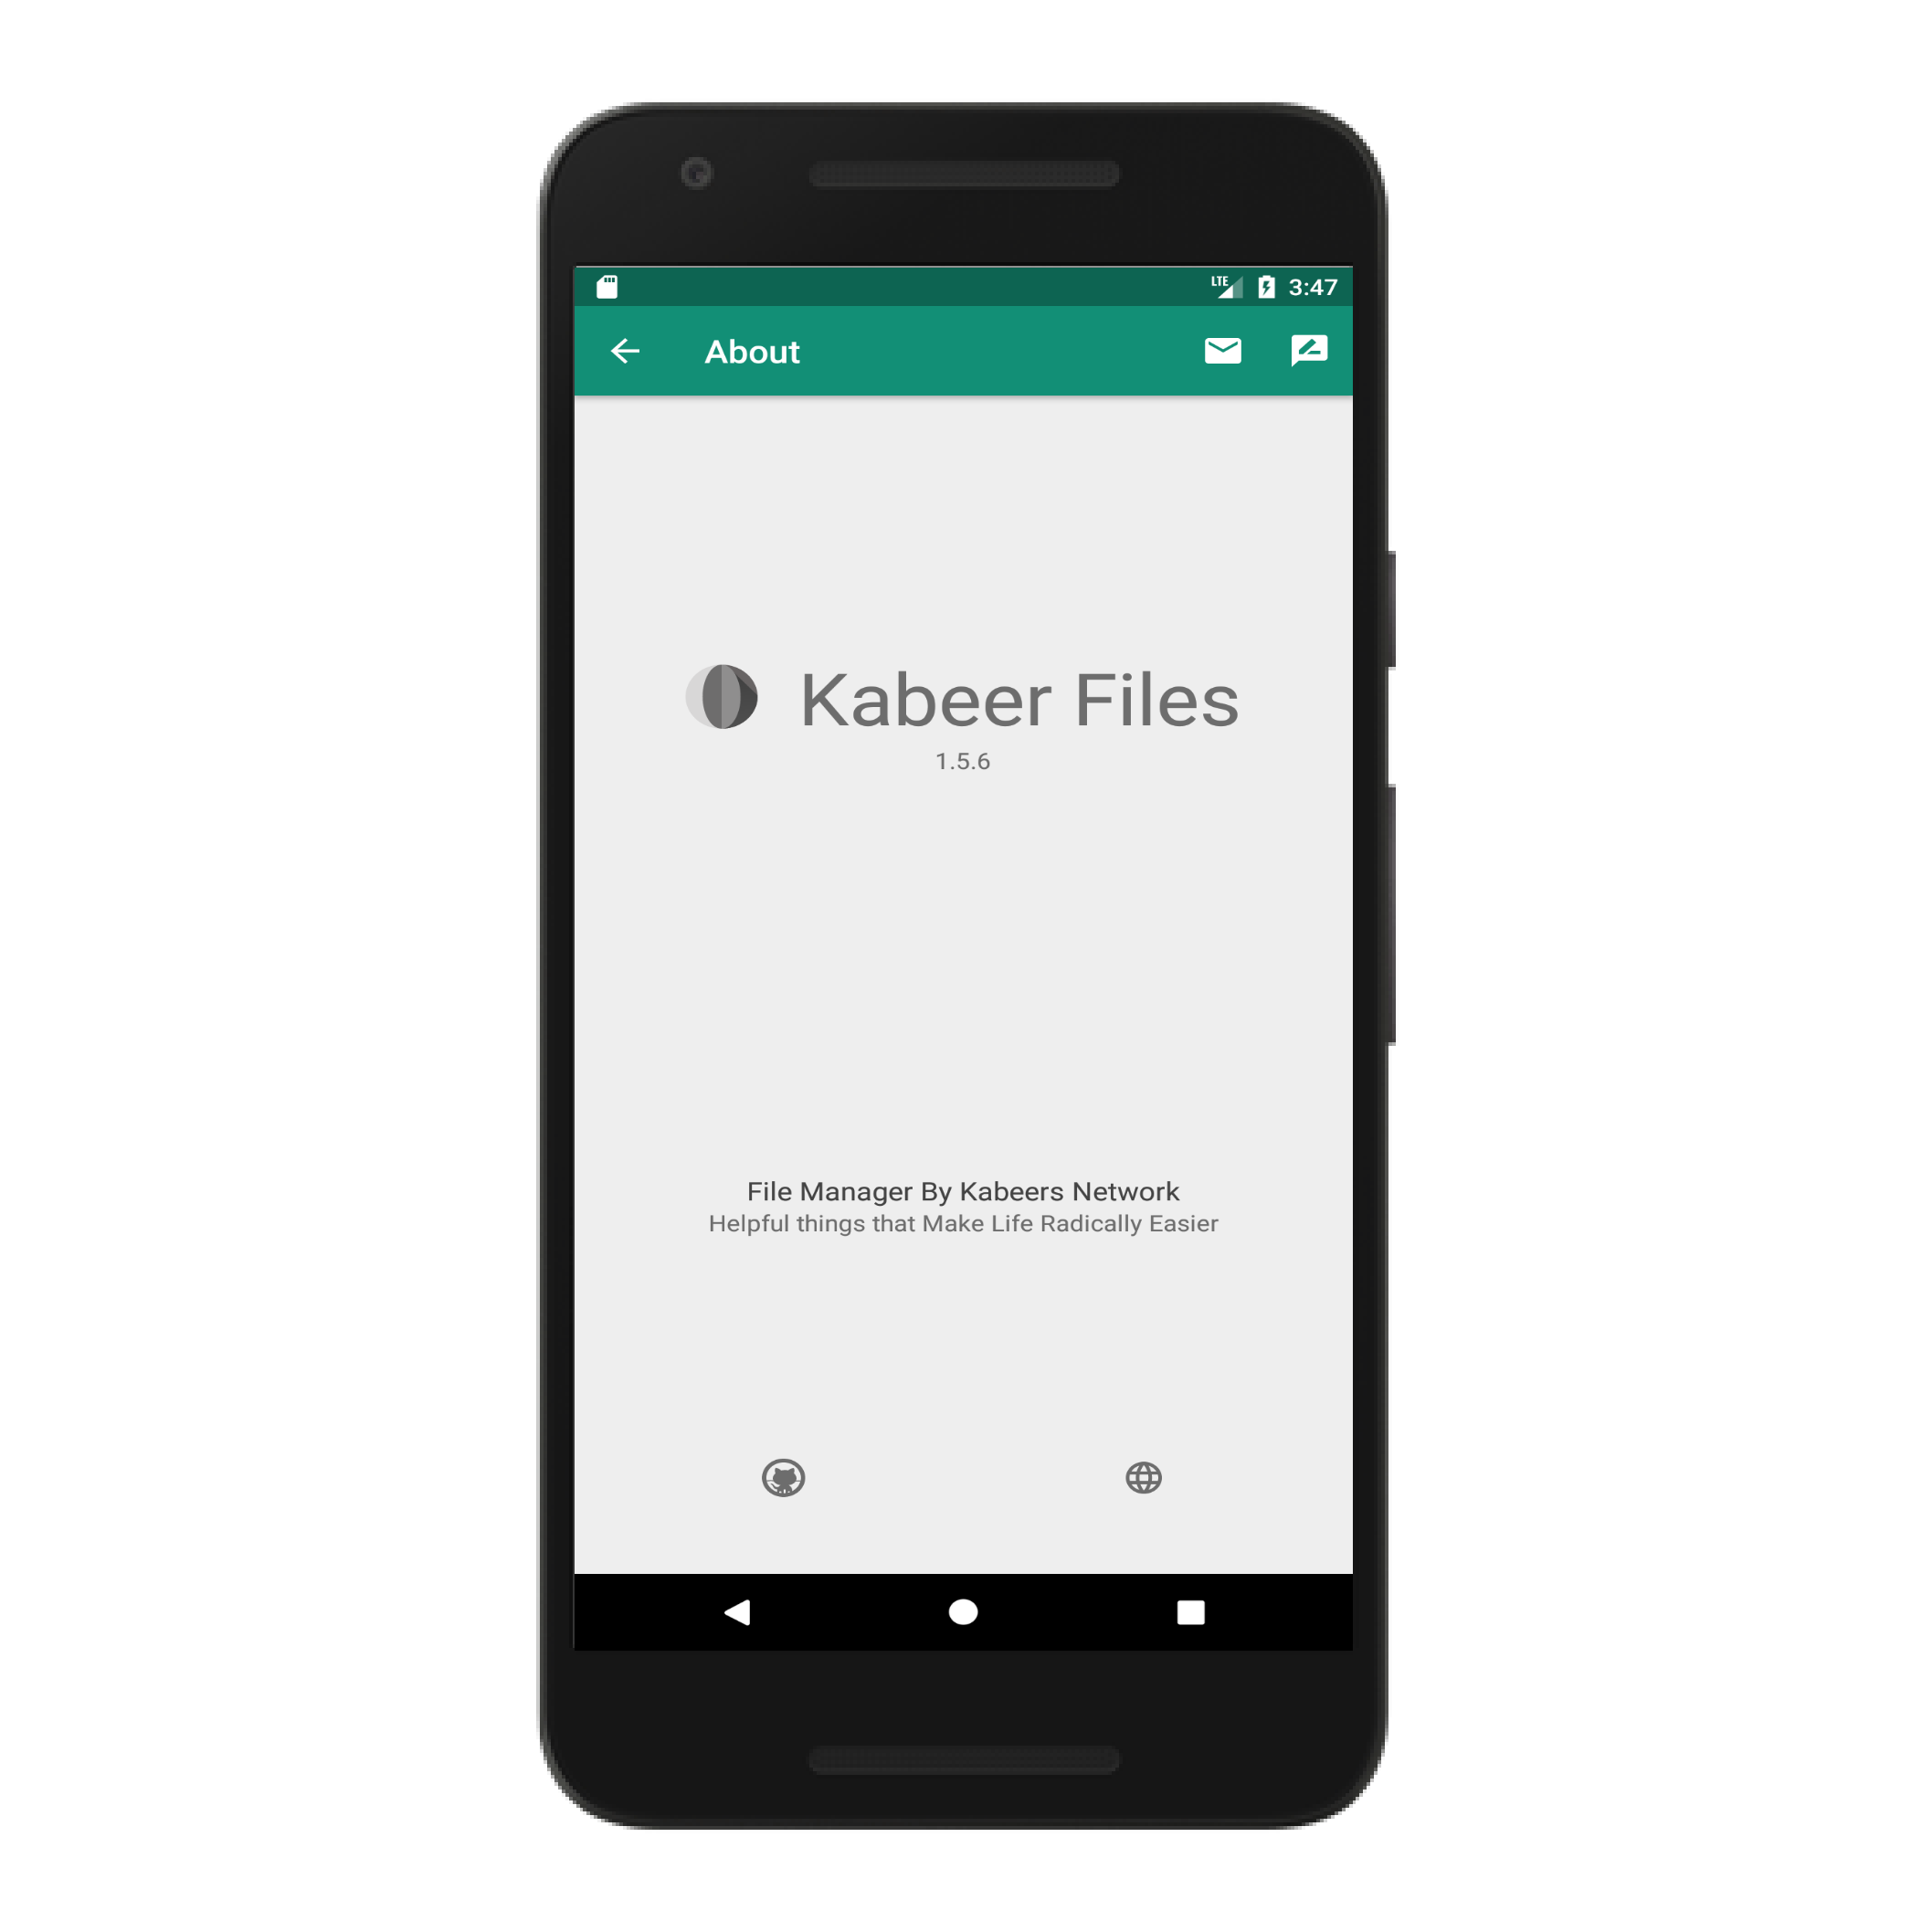 LTE 3:47
About
Kabeer Files
1.5.6
File Manager By Kabeers Network
Helpful things that Make Life Radically Easier